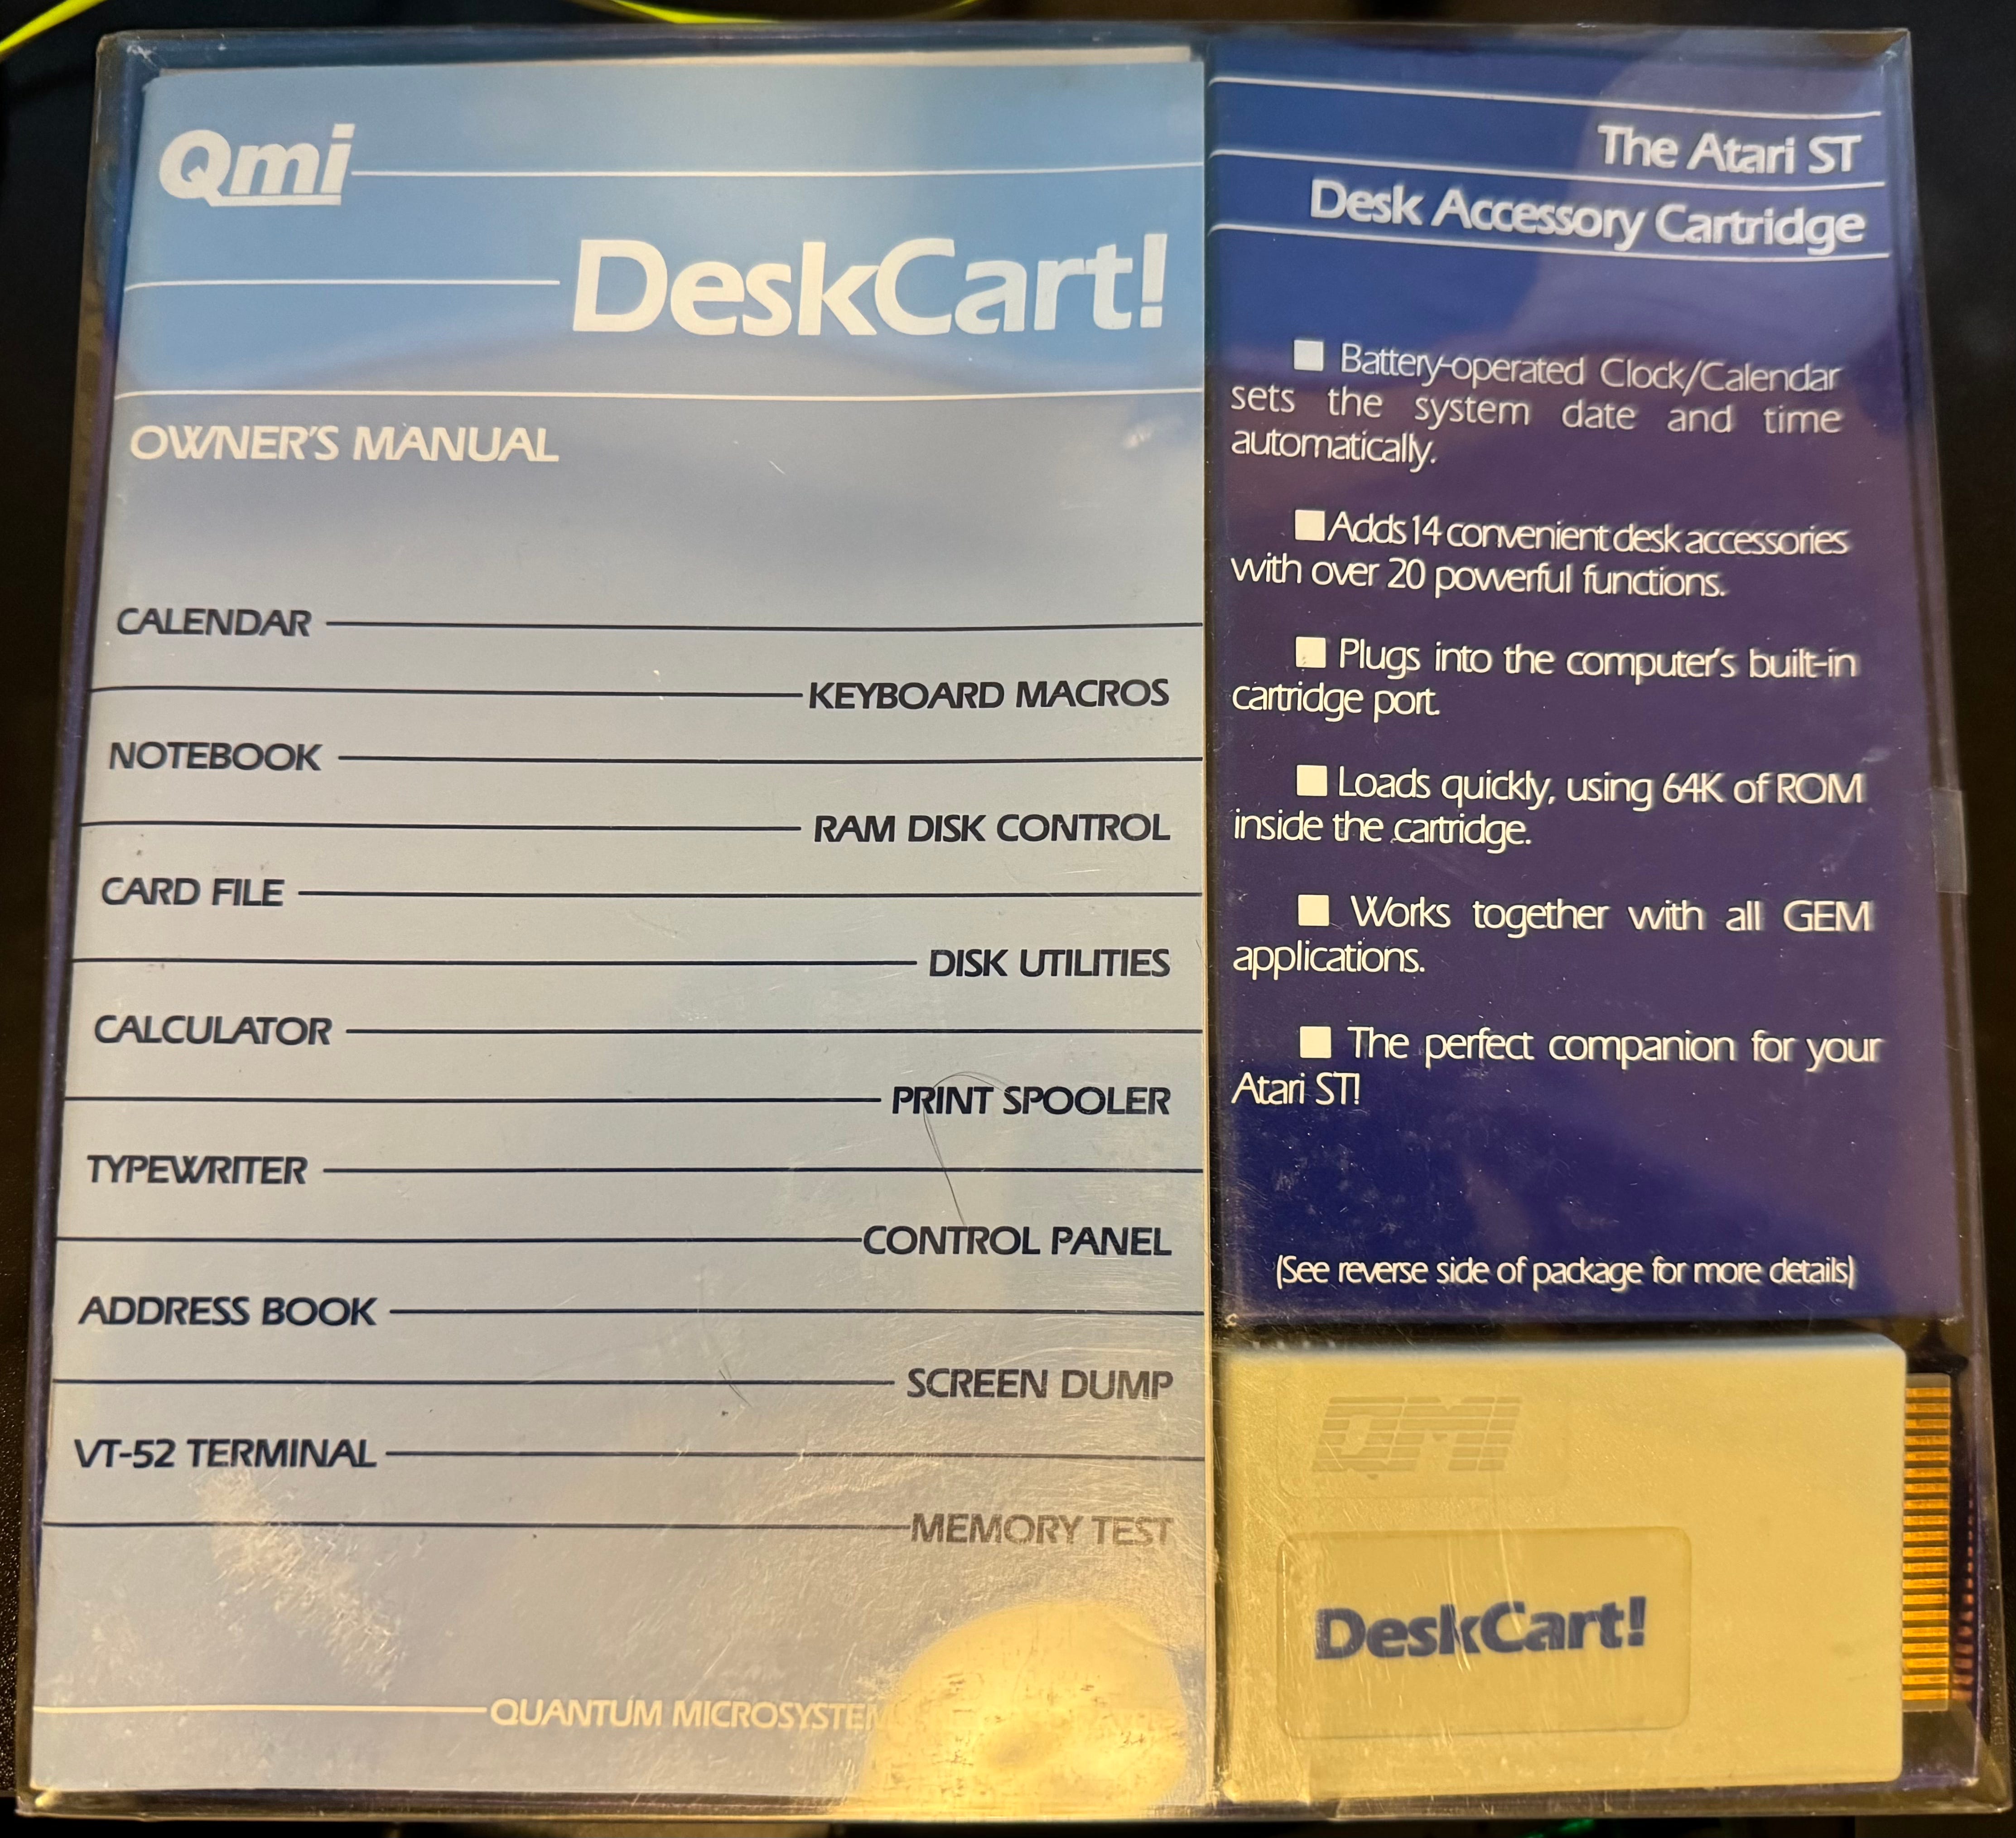 Qmi
DeskCart!
OWNER'S MANUAL
CALENDAR
KEYBOARD MACROS
NOTEBOOK
RAM DISK CONTROL
CARD FILE
DISK UTILITIES
CALCULATOR
PRINT SPOOLER
TYPEWRITER
CONTROL PANEL
ADDRESS BOOK
SCREEN DUMP
VT-52 TERMINAL
MEMORY TEST
QUANTUM
The Atari ST
Desk Accessory Cartridge
■ Battery-operated Clock/Calendar
sets the system date and time
automatically.
■ Adds 14 convenient desk accessories
with over 20 powerful functions.
■ Plugs into the computer's built-in
cartridge port.
■ Loads quickly, using 64K of ROM
inside the cartridge.
■ Works together with all GEM
applications.
■ The perfect companion for your
Atari ST!
(See reverse side of package for more details)
QMI
DeskCart!